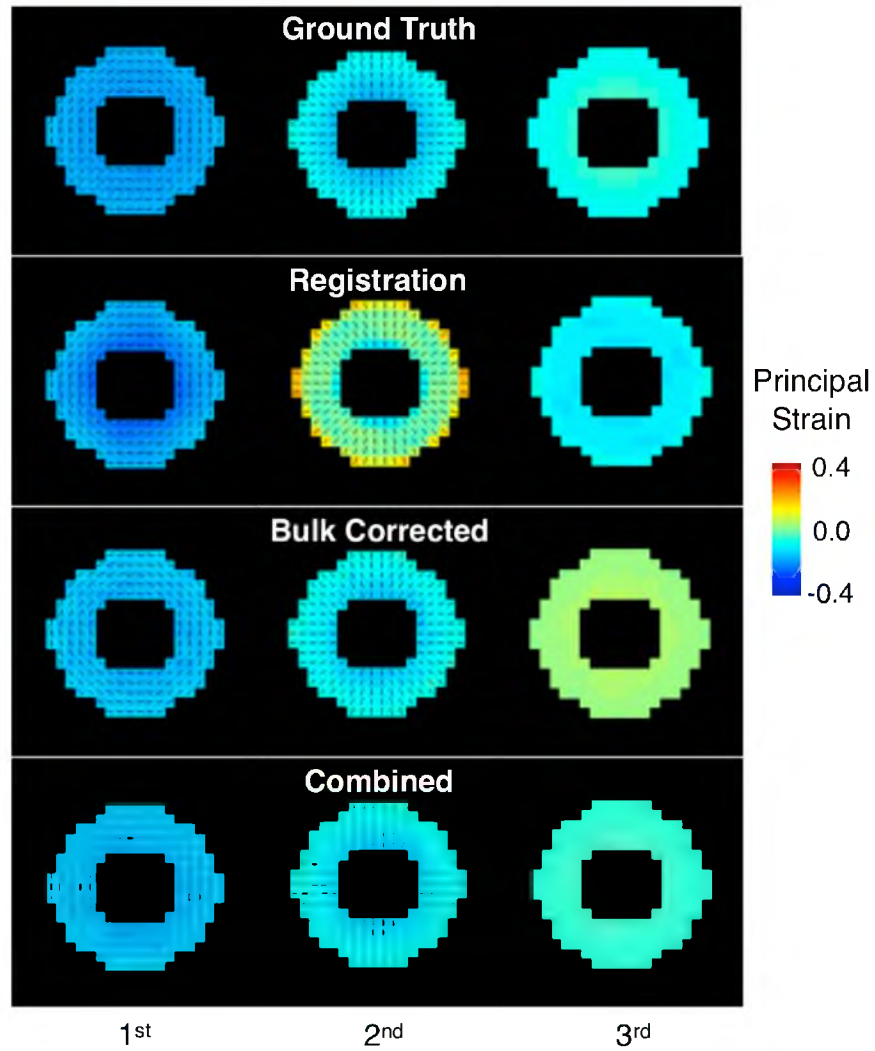 Ground Truth
Registration
Principal
Strain
0.4
0.0
-0.4
Bulk Corrected
Combined
1st
2nd
3rd